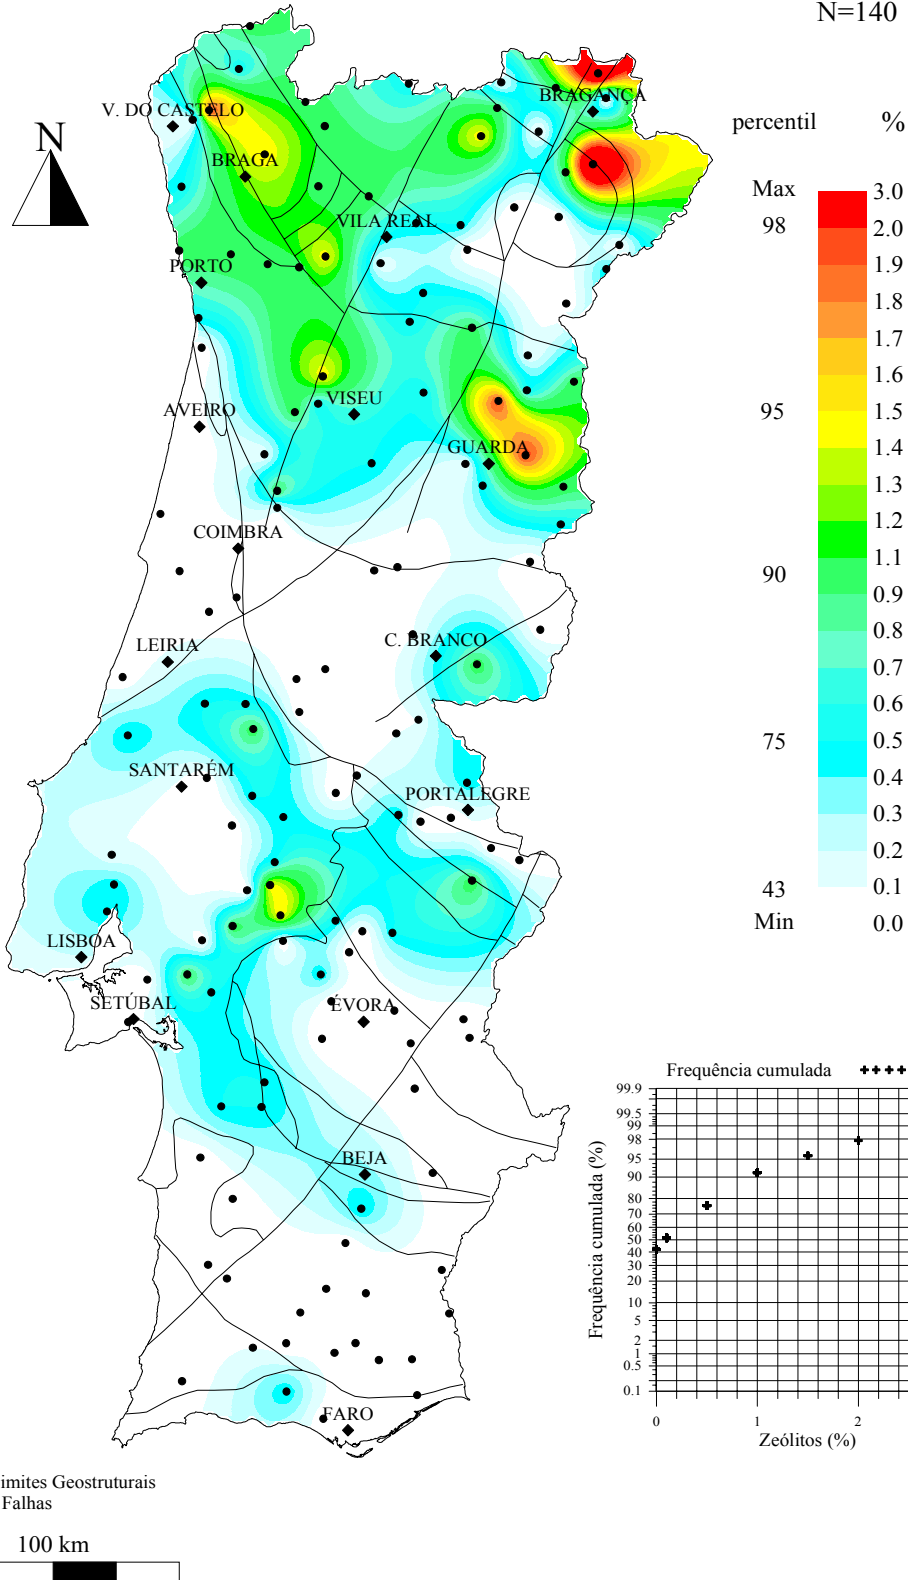 N=140
N
V. DO CASTELO
BRAGANÇA
BRAGA
VILA REAL
PORTO
AVEIRO
VISEU
GUARDA
COIMBRA
LEIRIA
C. BRANCO
SANTARÉM
PORTALEGRE
LISBOA
SETÚBAL
ÉVORA
BEJA
FARO
percentil %
Max
98
95
90
75
43
Min
3.0
2.0
1.9
1.8
1.7
1.6
1.5
1.4
1.3
1.2
1.1
0.9
0.8
0.7
0.6
0.5
0.4
0.3
0.2
0.1
0.0
Frequência cumulada
Frequência cumulada (%)
99.9
99.5
99
98
95
90
80
70
60
50
40
30
20
10
5
2
1
0.5
0.1
0 1 2
Zeólitos (%)
imites Geostruturais
Falhas
100 km